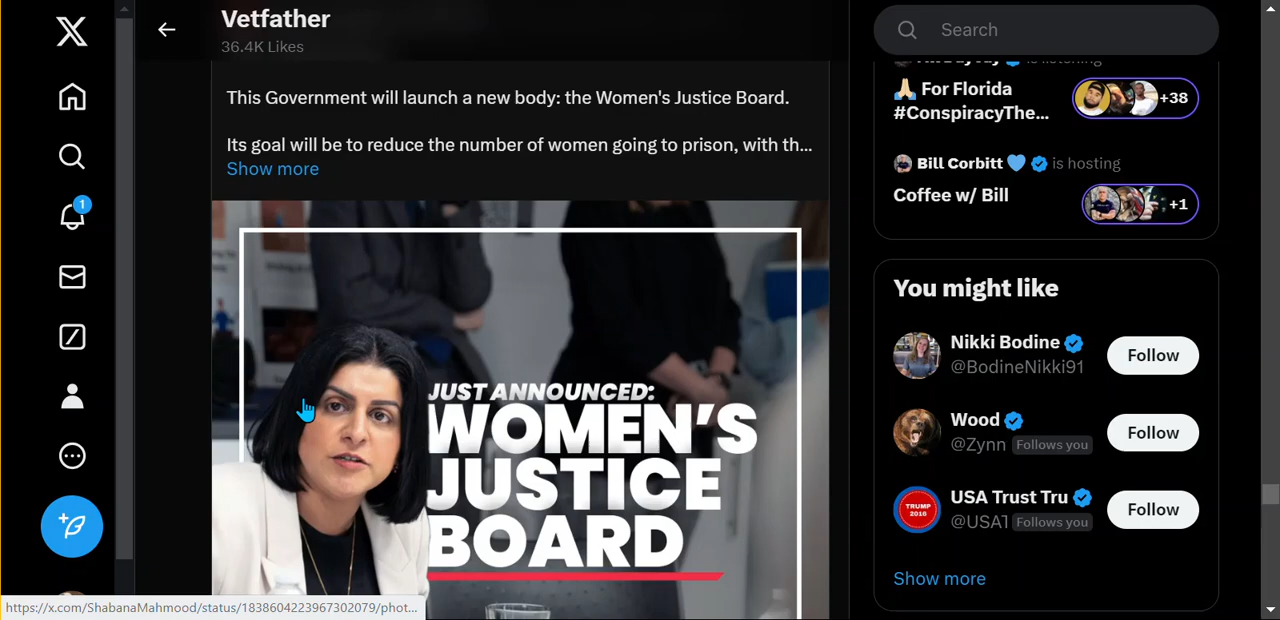 Vetfather
36.4K Likes
This Government will launch a new body: the Women's Justice Board.
Its goal will be to reduce the number of women going to prison, with th...
Show more
JUST ANNOUNCED:
WOMEN'S
JUSTICE
BOARD
https://x.com/ShabanaMahmood/status/1838604223967302079/phot...
1
Search
is listening
🙏 For Florida
#ConspiracyThe...
+38
Bill Corbitt 💙 is hosting
Coffee w/ Bill
+1
You might like
Nikki Bodine
@BodineNikki91
Follow
Wood
@Zynn Follows you
Follow
TRUMP
2016
USA Trust Tru
@USA1 Follows you
Follow
Show more